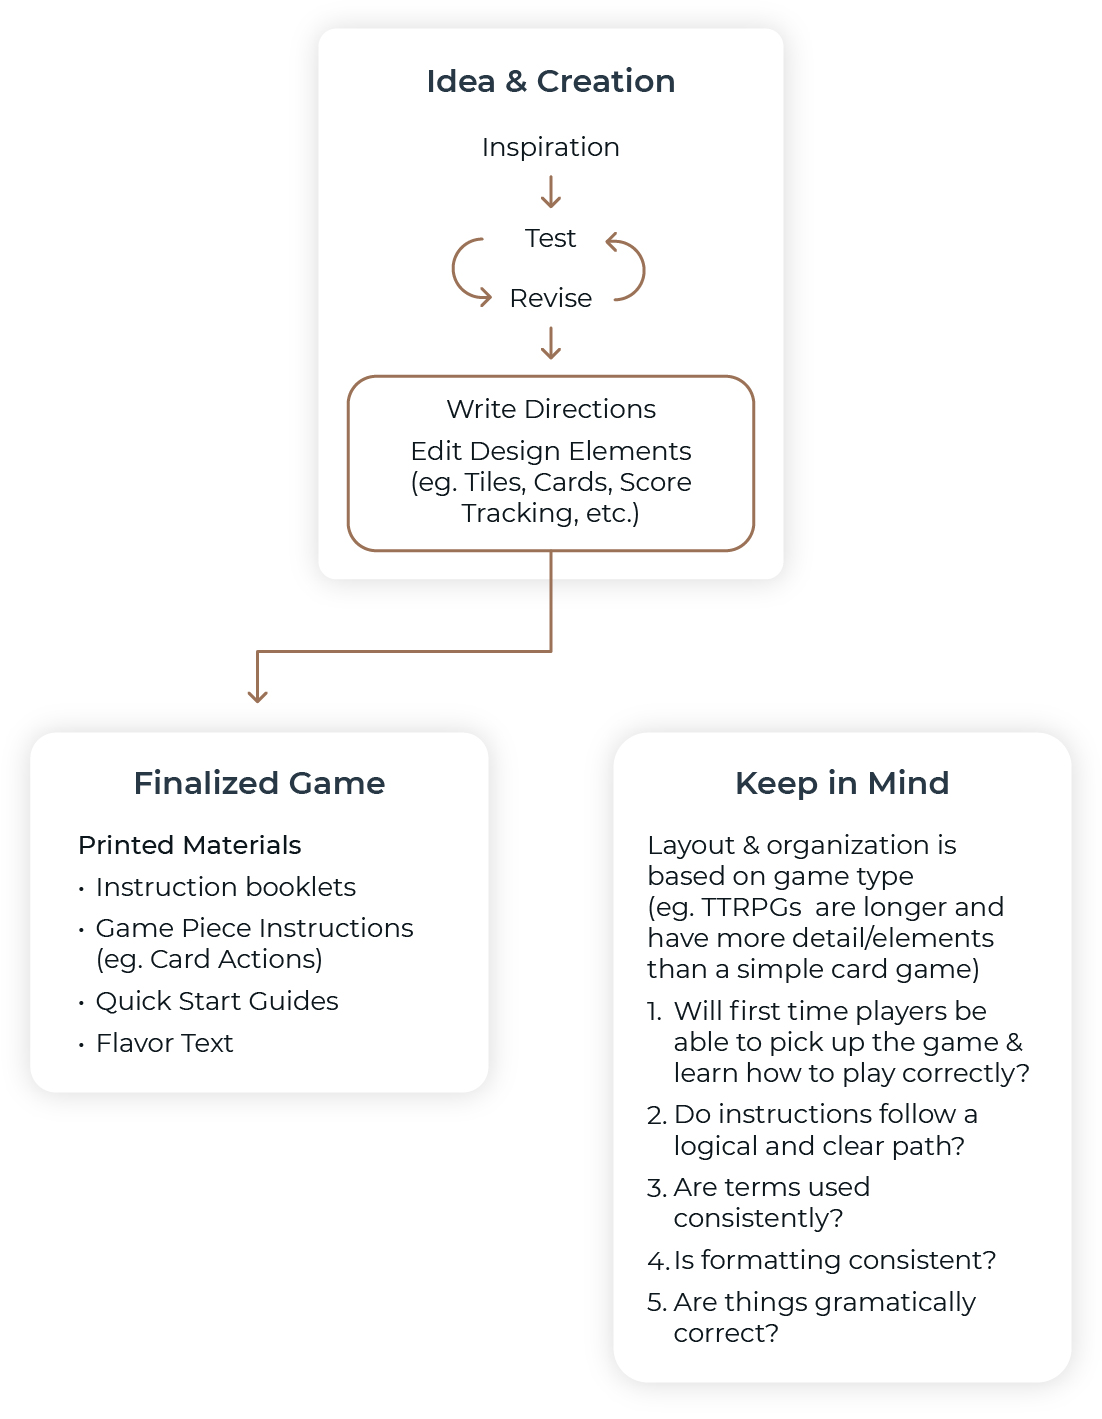 Idea & Creation
Inspiration
Test
Revise
Write Directions
Edit Design Elements
(eg. Tiles, Cards, Score
Tracking, etc.)
Finalized Game
Printed Materials
• Instruction booklets
• Game Piece Instructions
(eg. Card Actions)
• Quick Start Guides
• Flavor Text
Keep in Mind
Layout & organization is
based on game type
(eg. TTRPGs are longer and
have more detail/elements
than a simple card game)
1. Will first time players be
able to pick up the game &
learn how to play correctly?
2. Do instructions follow a
logical and clear path?
3. Are terms used
consistently?
4. Is formatting consistent?
5. Are things gramatically
correct?